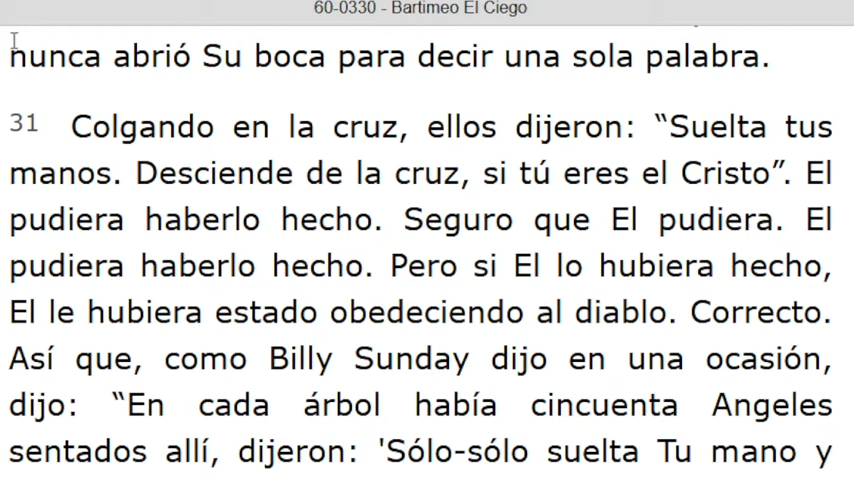 60-0330 - Bartimeo El Ciego
nunca abrió Su boca para decir una sola palabra.
31 Colgando en la cruz, ellos dijeron: “Suelta tus
manos. Desciende de la cruz, si tú eres el Cristo”. El
pudiera haberlo hecho. Seguro que El pudiera. El
pudiera haberlo hecho. Pero si El lo hubiera hecho,
El le hubiera estado obedeciendo al diablo. Correcto.
Así que, como Billy Sunday dijo en una ocasión,
dijo: “En cada árbol había cincuenta Angeles
sentados allí, dijeron: 'Sólo-sólo suelta Tu mano y